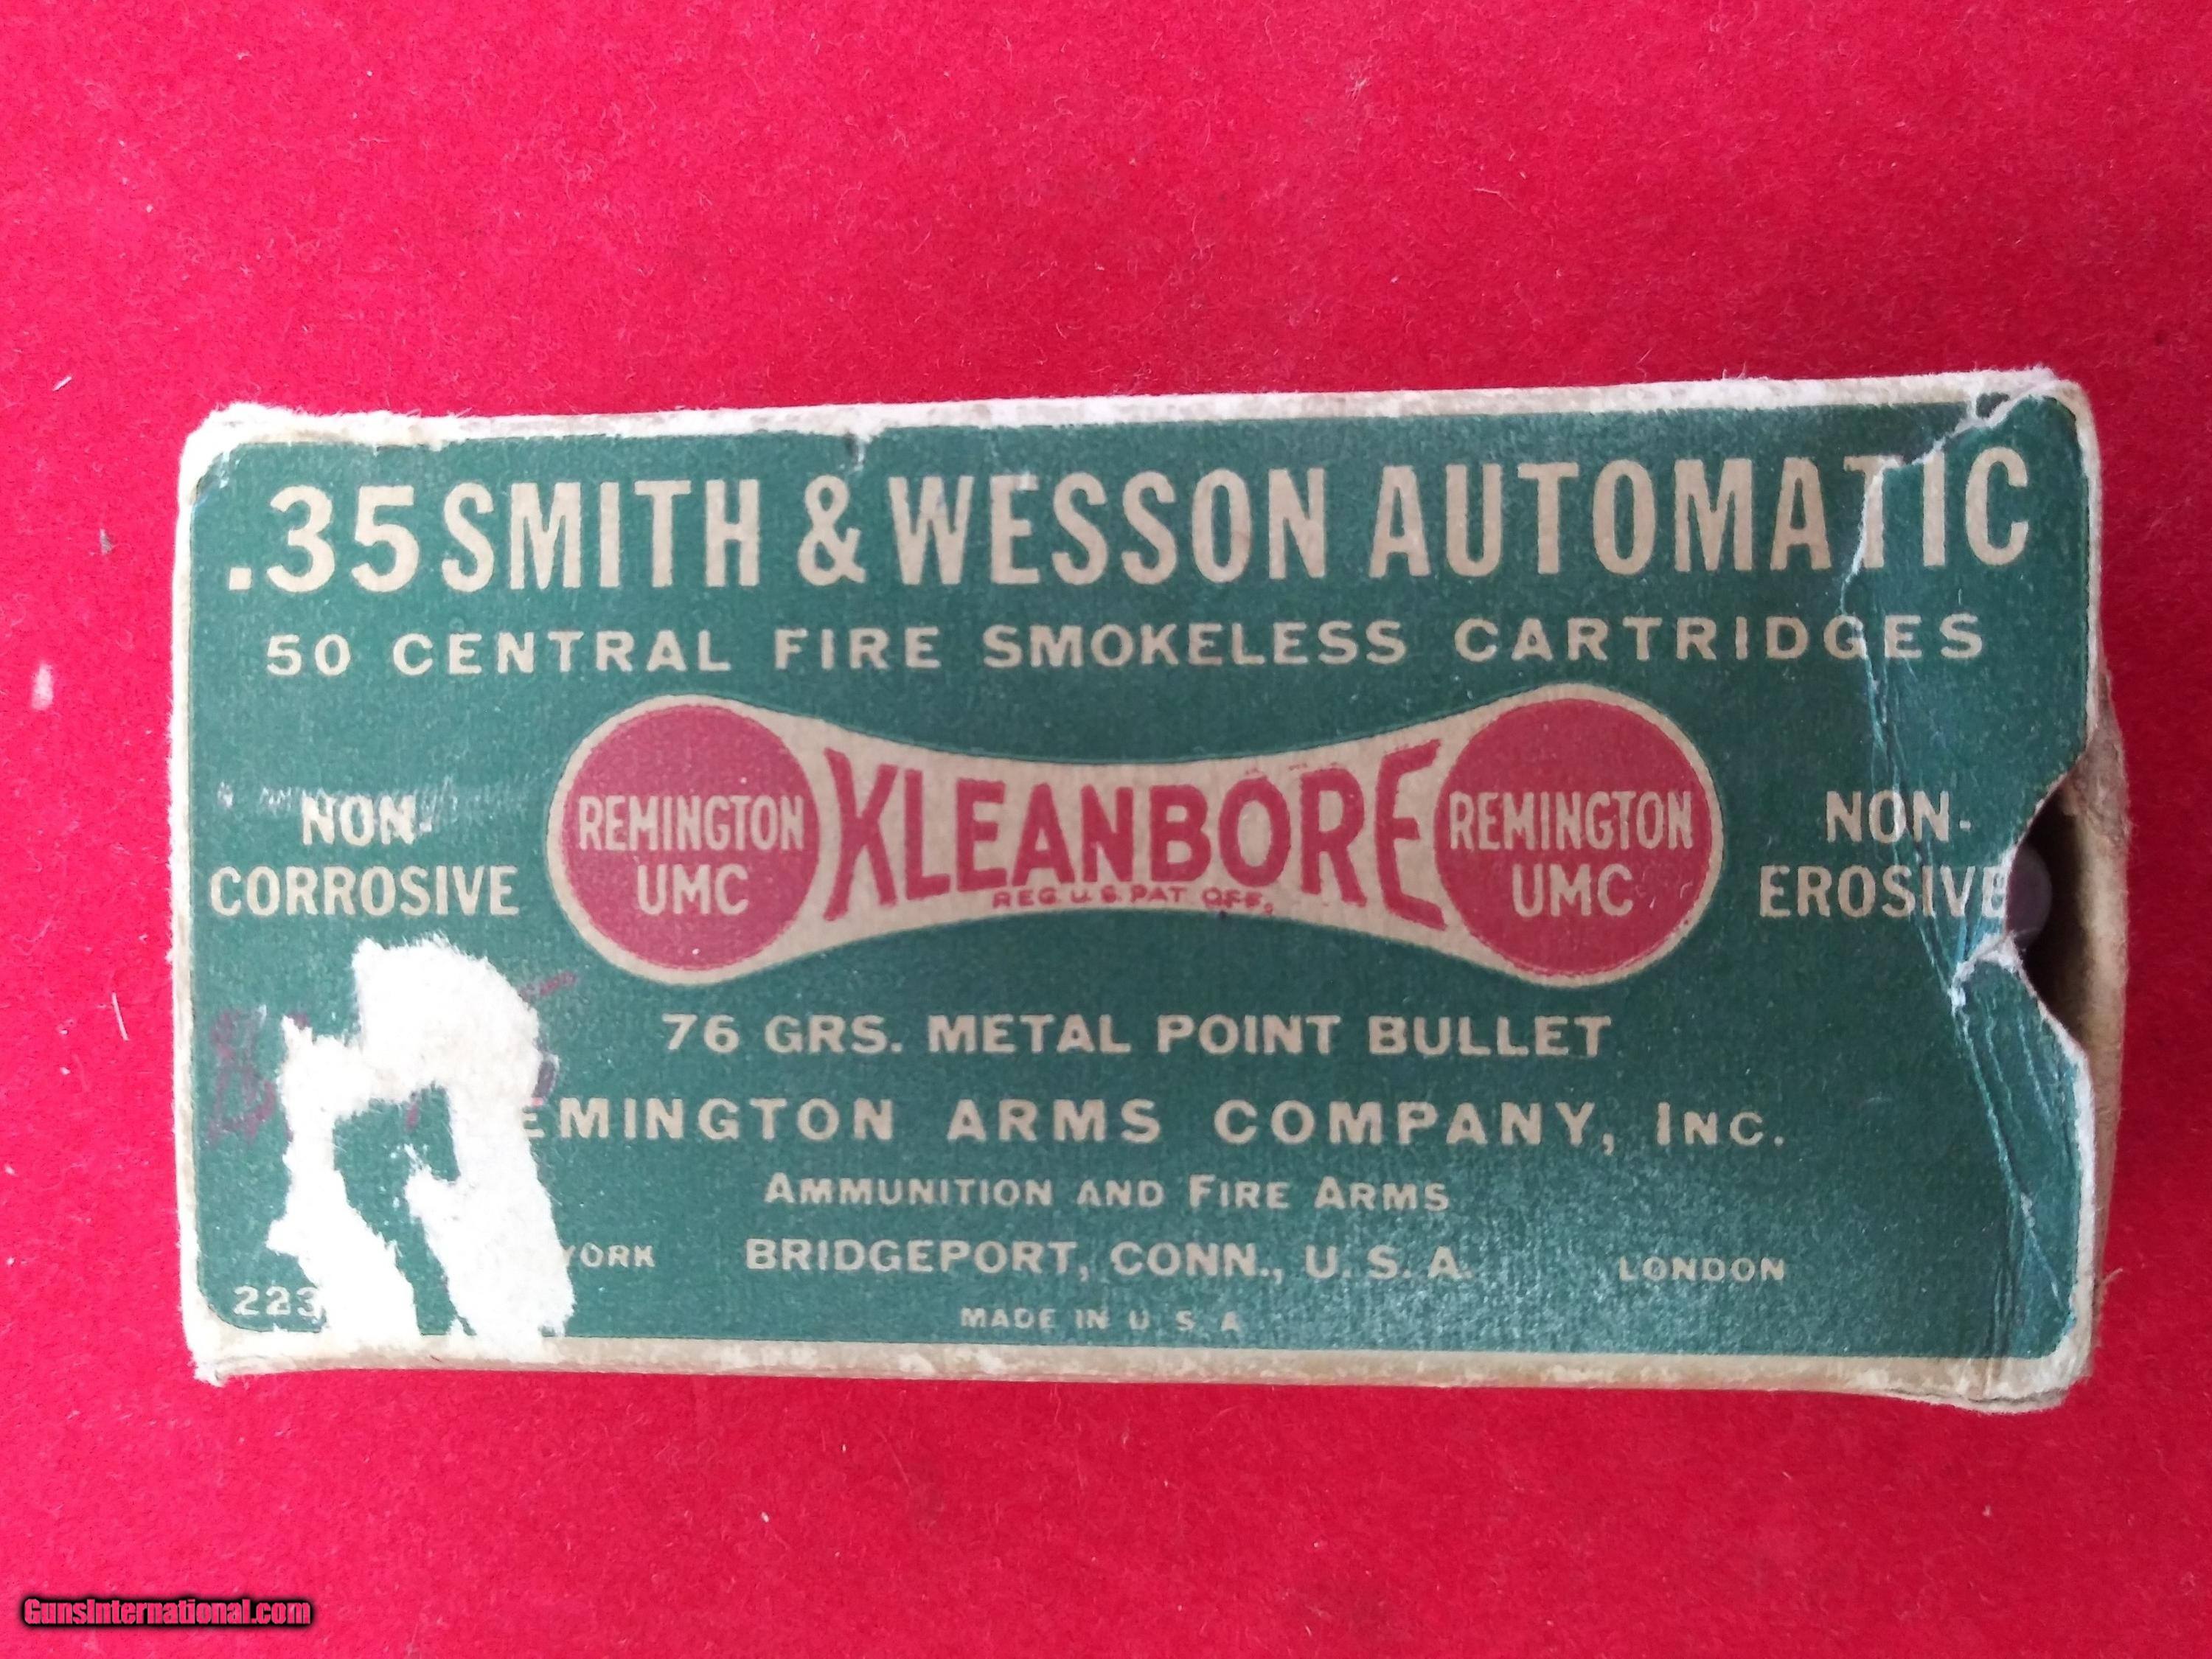 .35 SMITH & WESSON AUTOMATIC
50 CENTRAL FIRE SMOKELESS CARTRIDGES
NON-
CORROSIVE
REMINGTON
UMC
KLEANBORE
REG. U.S. PAT. OFF.
REMINGTON
UMC
NON-
EROSIVE
76 GRS. METAL POINT BULLET
EMINGTON ARMS COMPANY, INC.
AMMUNITION AND FIRE ARMS
YORK BRIDGEPORT, CONN., U. S. A. LONDON
223
MADE IN U S A
GunsInternational.com